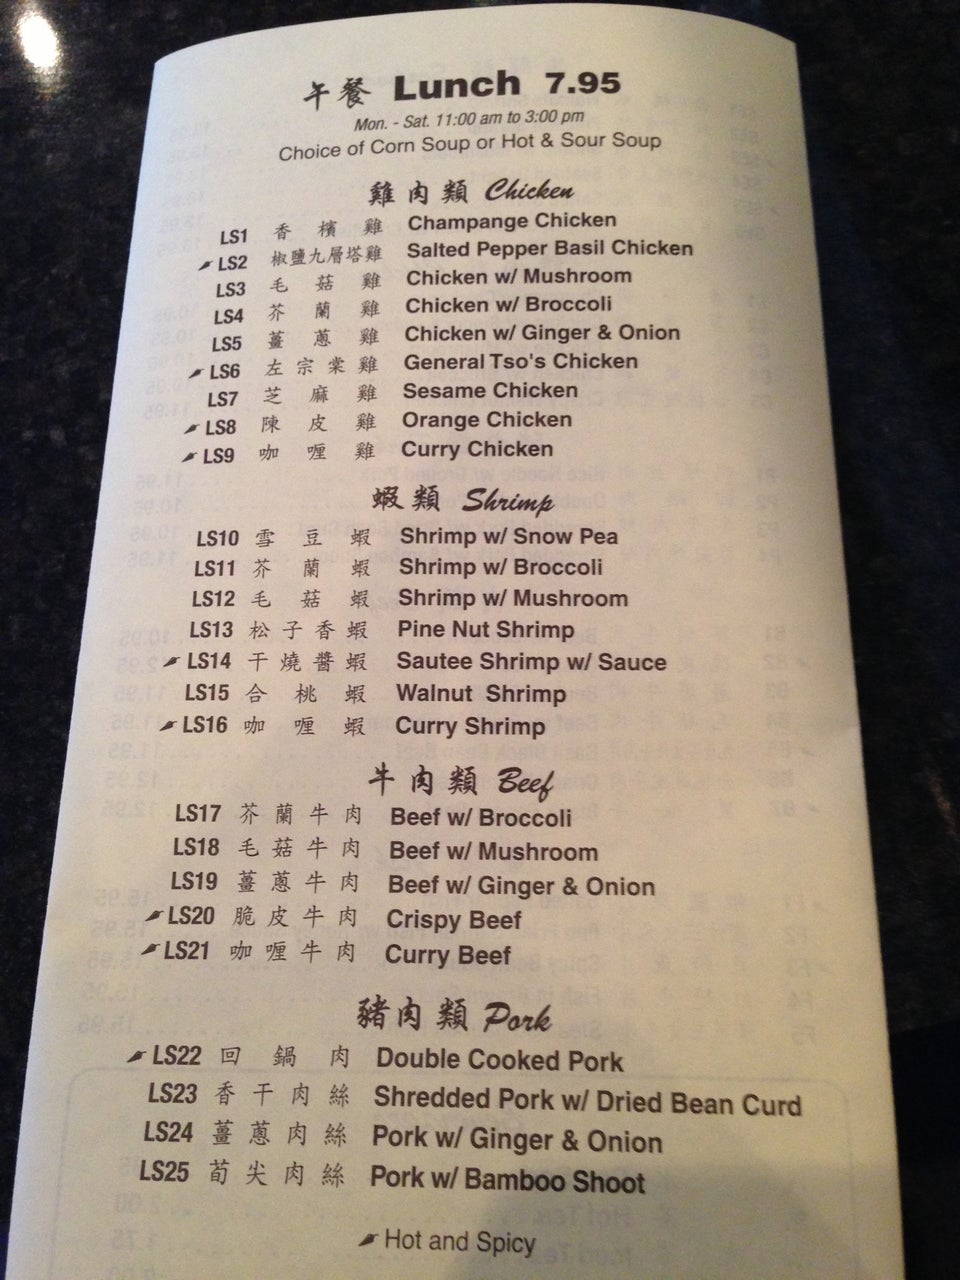 午餐 Lunch 7.95
Mon. - Sat. 11:00 am to 3:00 pm
Choice of Corn Soup or Hot & Sour Soup
雞肉類 Chicken
LS1 香檳雞 Champange Chicken
LS2 椒鹽九層塔雞 Salted Pepper Basil Chicken
LS3 毛菇雞 Chicken w/ Mushroom
LS4 芥蘭雞 Chicken w/ Broccoli
LS5 薑蔥雞 Chicken w/ Ginger & Onion
LS6 左宗棠雞 General Tso's Chicken
LS7 芝麻雞 Sesame Chicken
LS8 陳皮雞 Orange Chicken
LS9 咖喱雞 Curry Chicken
蝦類 Shrimp
LS10 雪豆蝦 Shrimp w/ Snow Pea
LS11 芥蘭蝦 Shrimp w/ Broccoli
LS12 毛菇蝦 Shrimp w/ Mushroom
LS13 松子香蝦 Pine Nut Shrimp
LS14 干燒醬蝦 Sautee Shrimp w/ Sauce
LS15 合桃蝦 Walnut Shrimp
LS16 咖喱蝦 Curry Shrimp
牛肉類 Beef
LS17 芥蘭牛肉 Beef w/ Broccoli
LS18 毛菇牛肉 Beef w/ Mushroom
LS19 薑蔥牛肉 Beef w/ Ginger & Onion
LS20 脆皮牛肉 Crispy Beef
LS21 咖喱牛肉 Curry Beef
豬肉類 Pork
LS22 回鍋肉 Double Cooked Pork
LS23 香干肉絲 Shredded Pork w/ Dried Bean Curd
LS24 薑蔥肉絲 Pork w/ Ginger & Onion
LS25 荀尖肉絲 Pork w/ Bamboo Shoot
Hot and Spicy